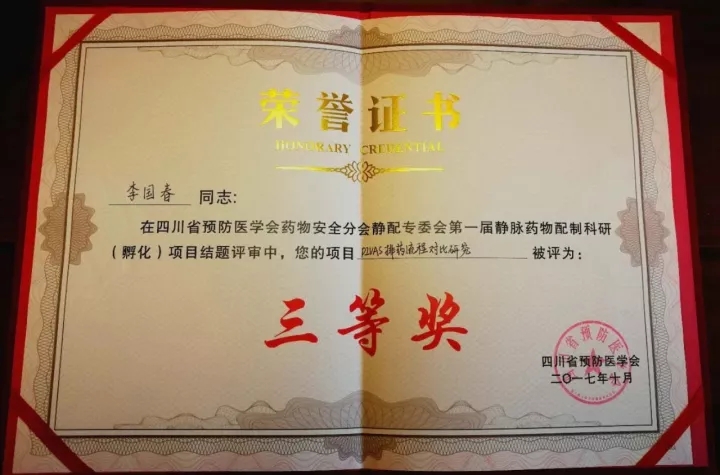 荣誉证书
HONORARY CREDENTIAL
李国春 同志:
在四川省预防医学会药物安全分会静配专委会第一届静脉药物配制科研
(孵化)项目结题评审中，您的项目 PIVAS摆药流程对比研究 被评为：
三等奖
四川省预防医学会
二〇一七年十月